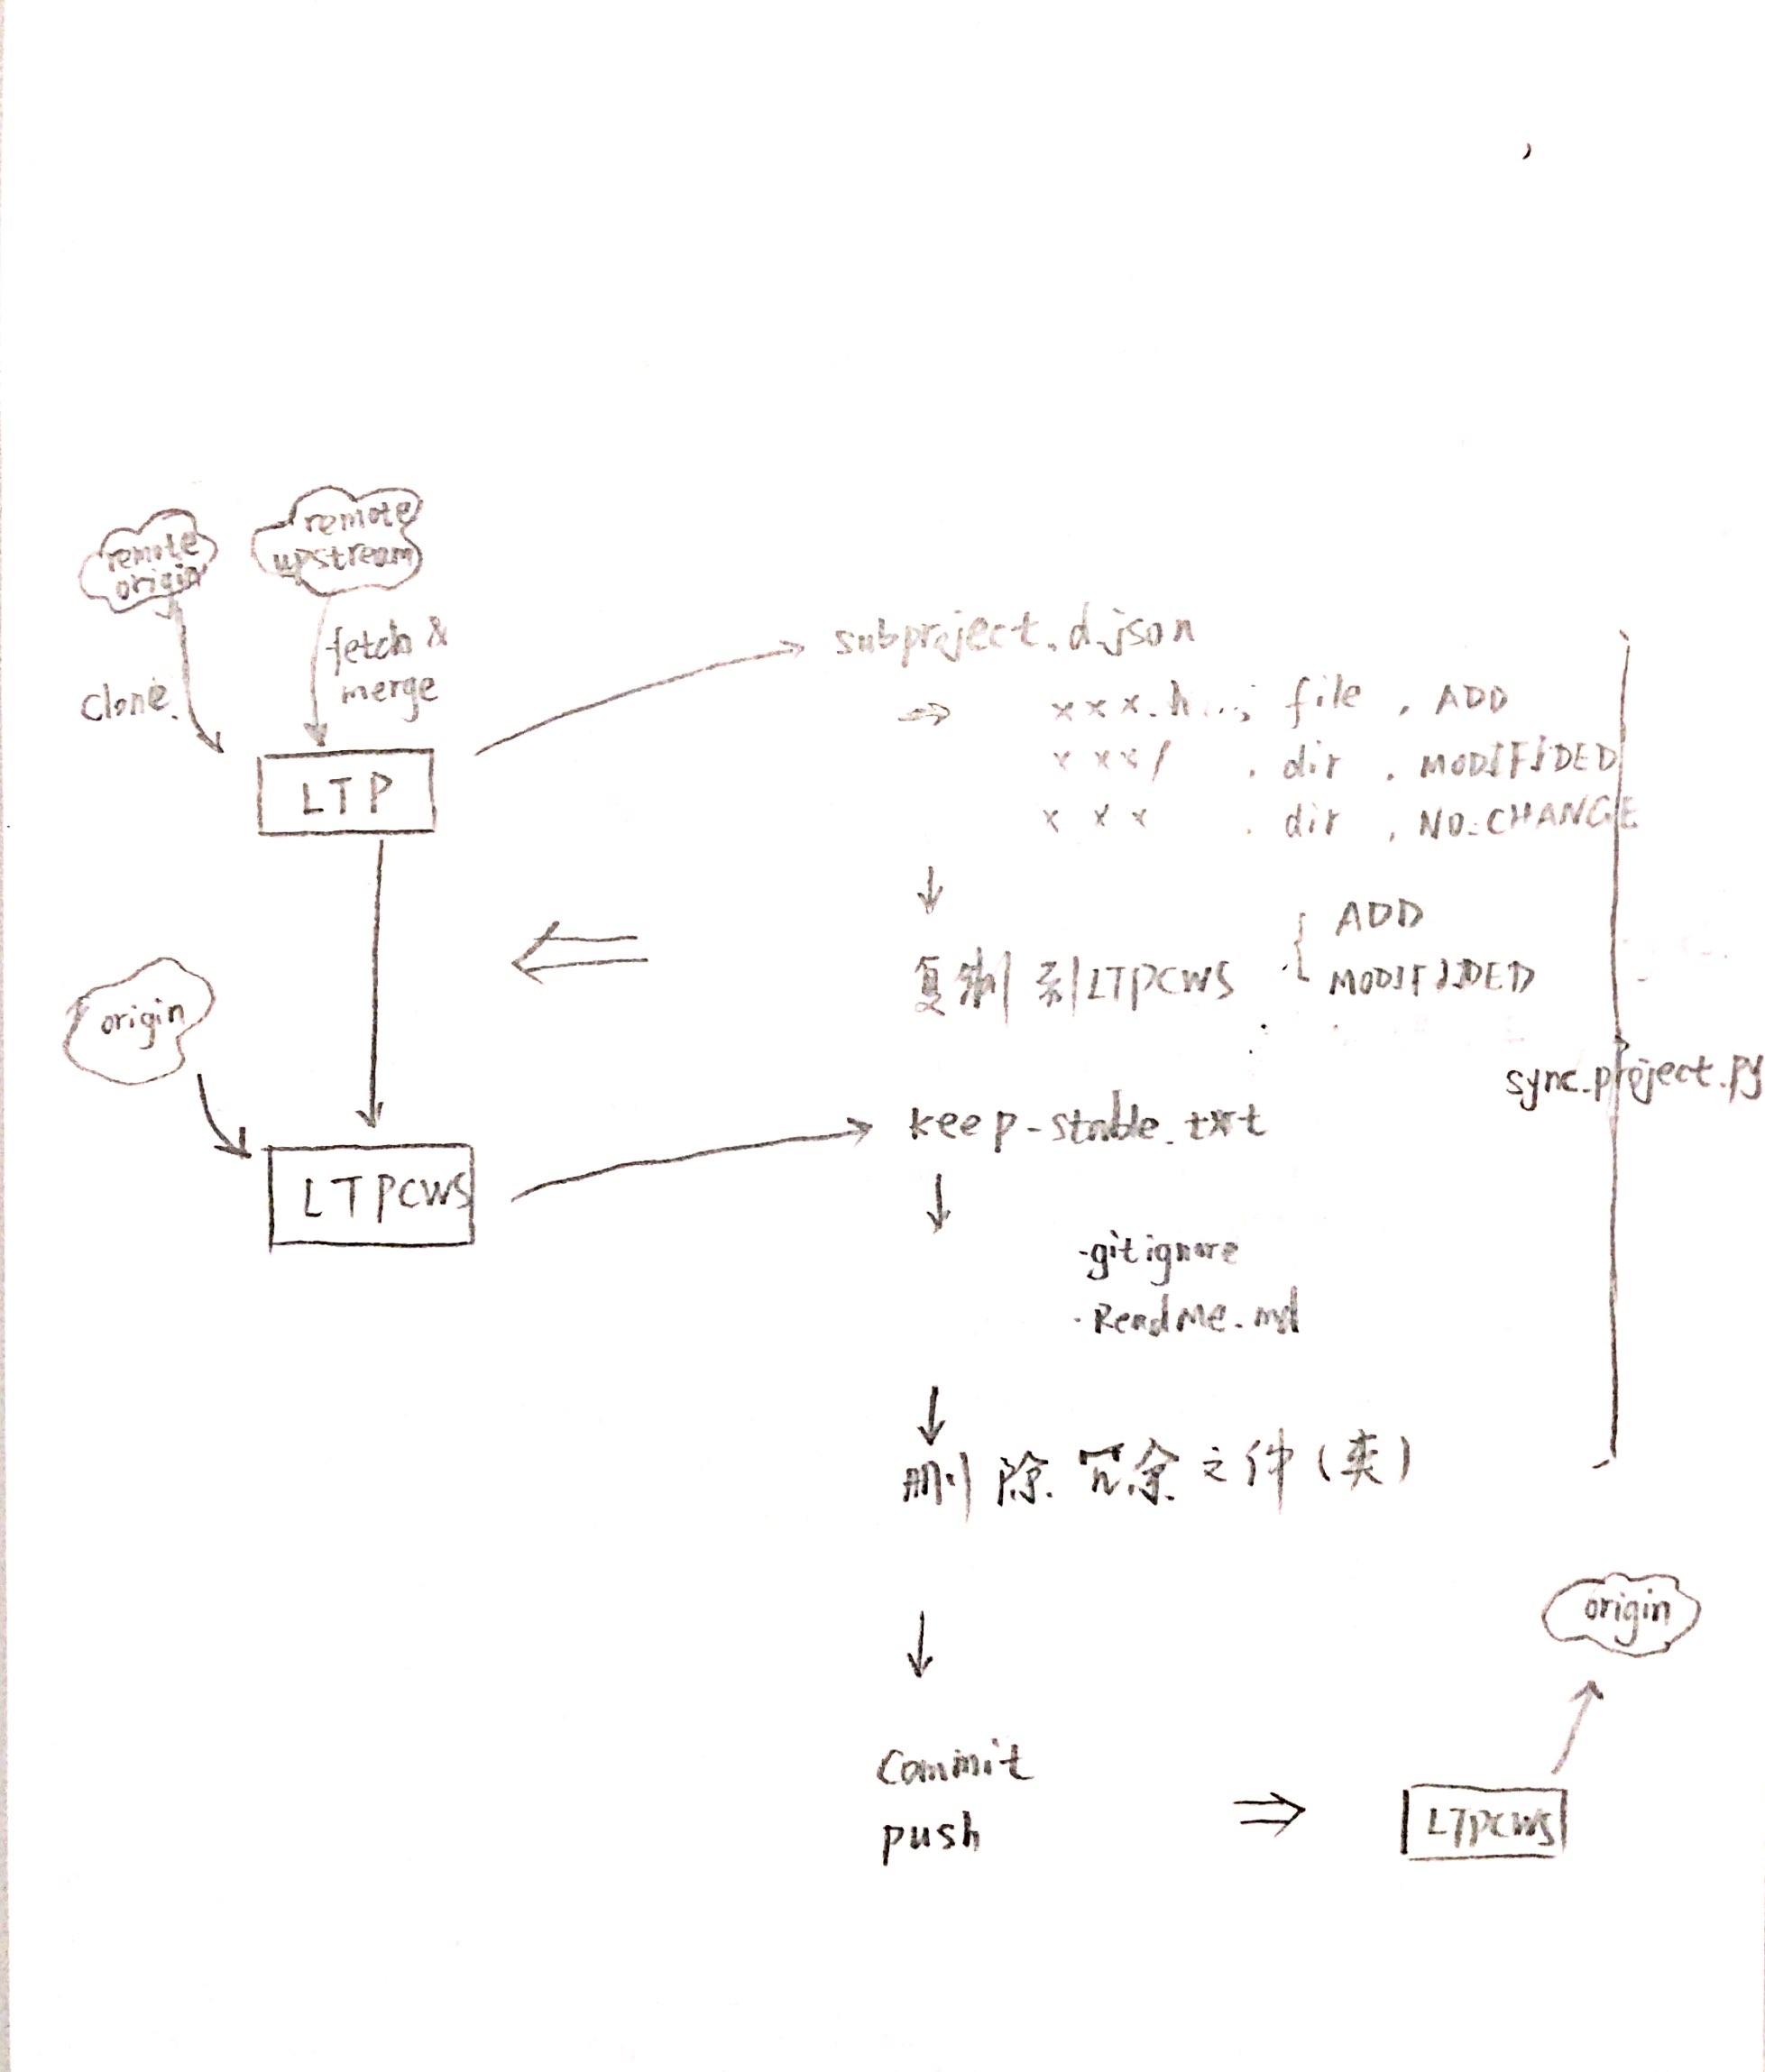 remote
origin
remote
upstream
clone.
fetch &
merge
LTP
subproject.d.json
xxx.h file , ADD
xxx/ , dir , MODIFIDED
xxx , dir , NO_CHANGE
复制到LTPCWS { ADD
MODIFIDED
origin
LTPCWS
sync_project.py
keep-stable.txt
.gitignore
.ReadMe.md
删除冗余文件(夹)
commit
push
LTPCWS
origin